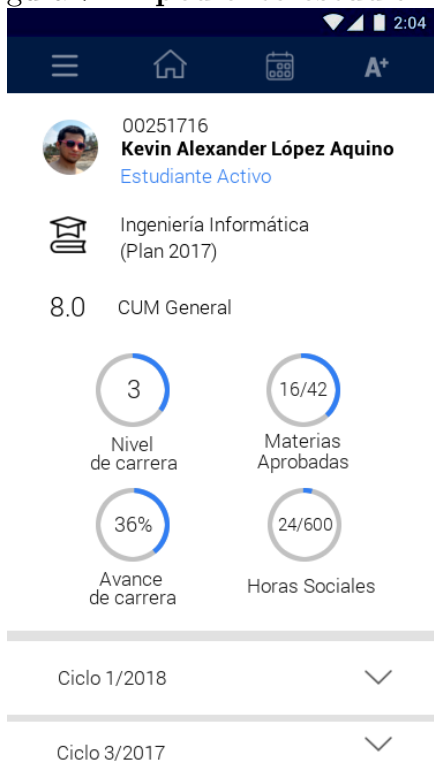 2:04
A+
00251716
Kevin Alexander López Aquino
Estudiante Activo
Ingeniería Informática
(Plan 2017)
8.0 CUM General
3
16/42
Nivel
de carrera
Materias
Aprobadas
36%
24/600
Avance
de carrera
Horas Sociales
Ciclo 1/2018
Ciclo 3/2017